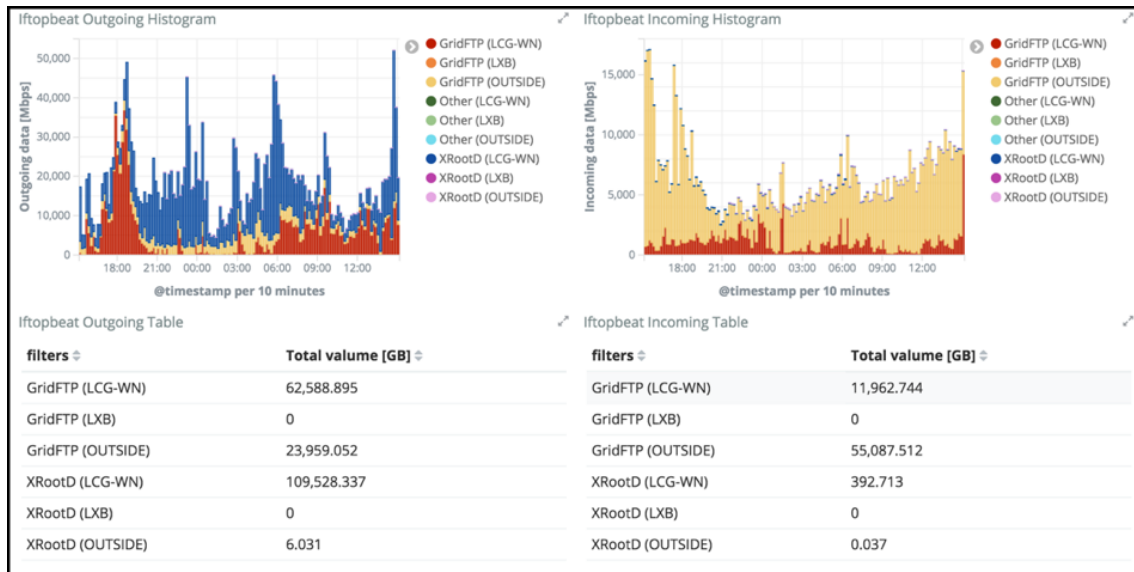 Iftopbeat Outgoing Histogram
Outgoing data [Mbps]
50,000
40,000
30,000
20,000
10,000
0
18:00 21:00 00:00 03:00 06:00 09:00 12:00
@timestamp per 10 minutes
GridFTP (LCG-WN)
GridFTP (LXB)
GridFTP (OUTSIDE)
Other (LCG-WN)
Other (LXB)
Other (OUTSIDE)
XRootD (LCG-WN)
XRootD (LXB)
XRootD (OUTSIDE)
Iftopbeat Incoming Histogram
Incoming data [Mbps]
15,000
10,000
5,000
0
18:00 21:00 00:00 03:00 06:00 09:00 12:00
@timestamp per 10 minutes
GridFTP (LCG-WN)
GridFTP (LXB)
GridFTP (OUTSIDE)
Other (LCG-WN)
Other (LXB)
Other (OUTSIDE)
XRootD (LCG-WN)
XRootD (LXB)
XRootD (OUTSIDE)
Iftopbeat Outgoing Table
filters Total valume [GB]
GridFTP (LCG-WN) 62,588.895
GridFTP (LXB) 0
GridFTP (OUTSIDE) 23,959.052
XRootD (LCG-WN) 109,528.337
XRootD (LXB) 0
XRootD (OUTSIDE) 6.031
Iftopbeat Incoming Table
filters Total valume [GB]
GridFTP (LCG-WN) 11,962.744
GridFTP (LXB) 0
GridFTP (OUTSIDE) 55,087.512
XRootD (LCG-WN) 392.713
XRootD (LXB) 0
XRootD (OUTSIDE) 0.037